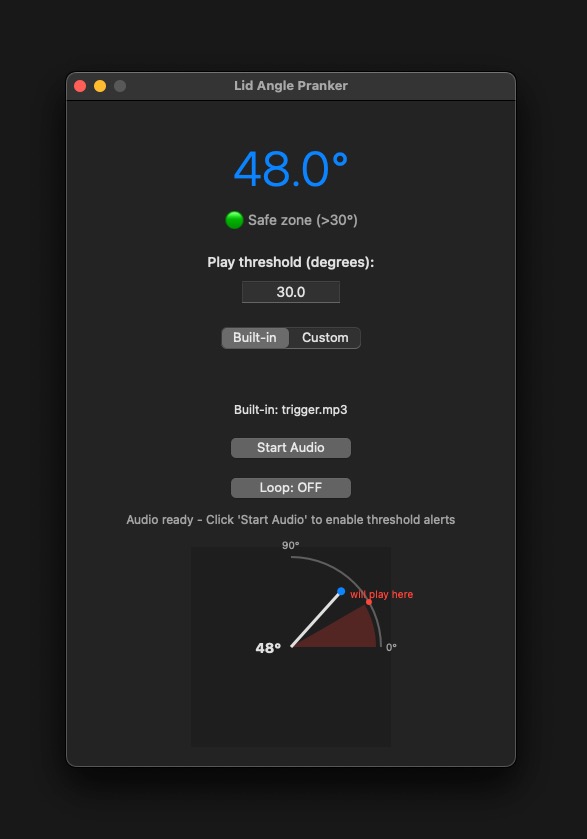 Lid Angle Pranker
48.0°
Safe zone (>30°)
Play threshold (degrees):
30.0
Built-in Custom
Built-in: trigger.mp3
Start Audio
Loop: OFF
Audio ready - Click 'Start Audio' to enable threshold alerts
90°
will play here
48° 0°